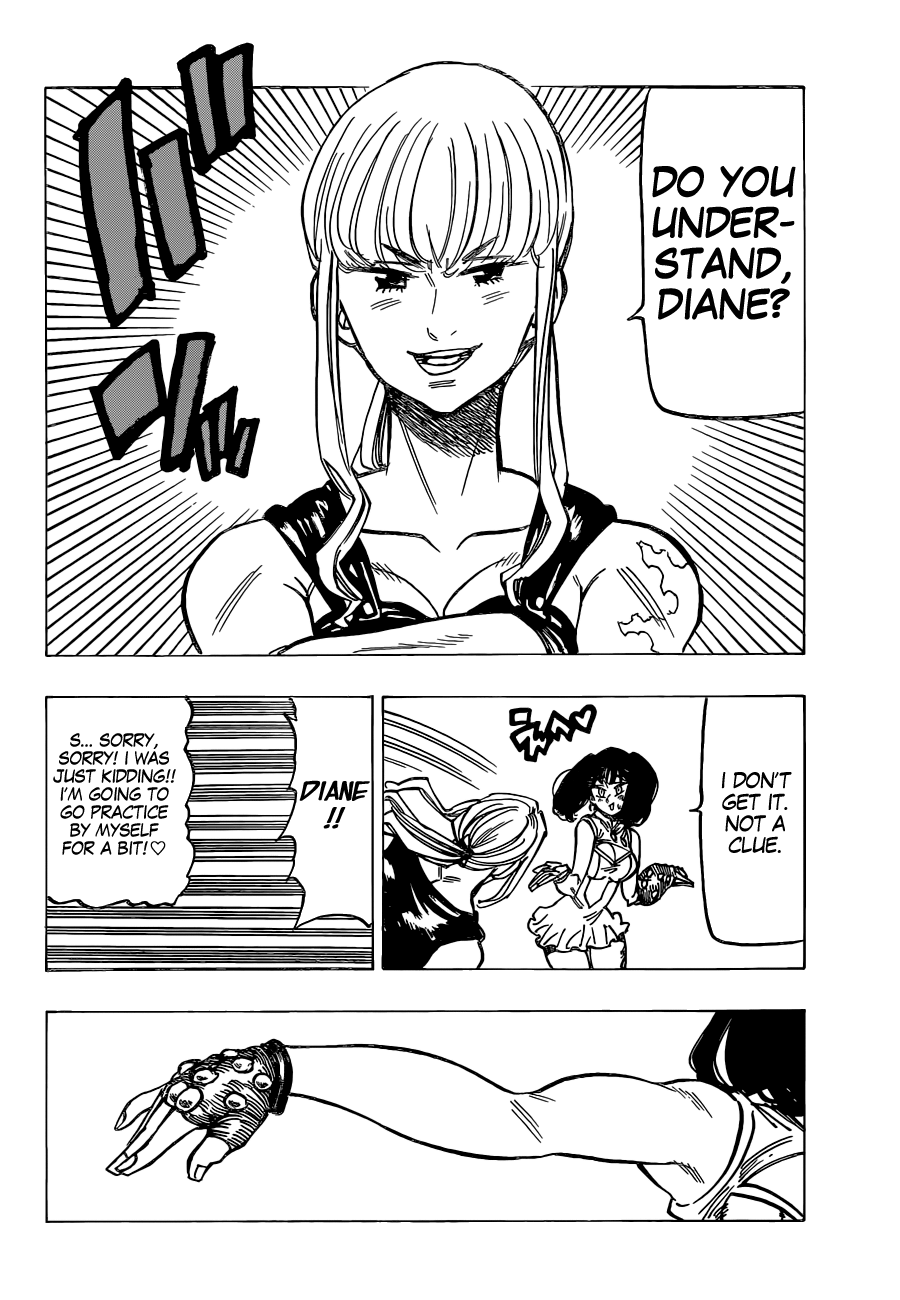 DO YOU
UNDER-
STAND,
DIANE?
I DON'T
GET IT.
NOT A
CLUE.
DIANE
!!
S... SORRY,
SORRY! I WAS
JUST KIDDING!!
I'M GOING TO
GO PRACTICE
BY MYSELF
FOR A BIT!♡